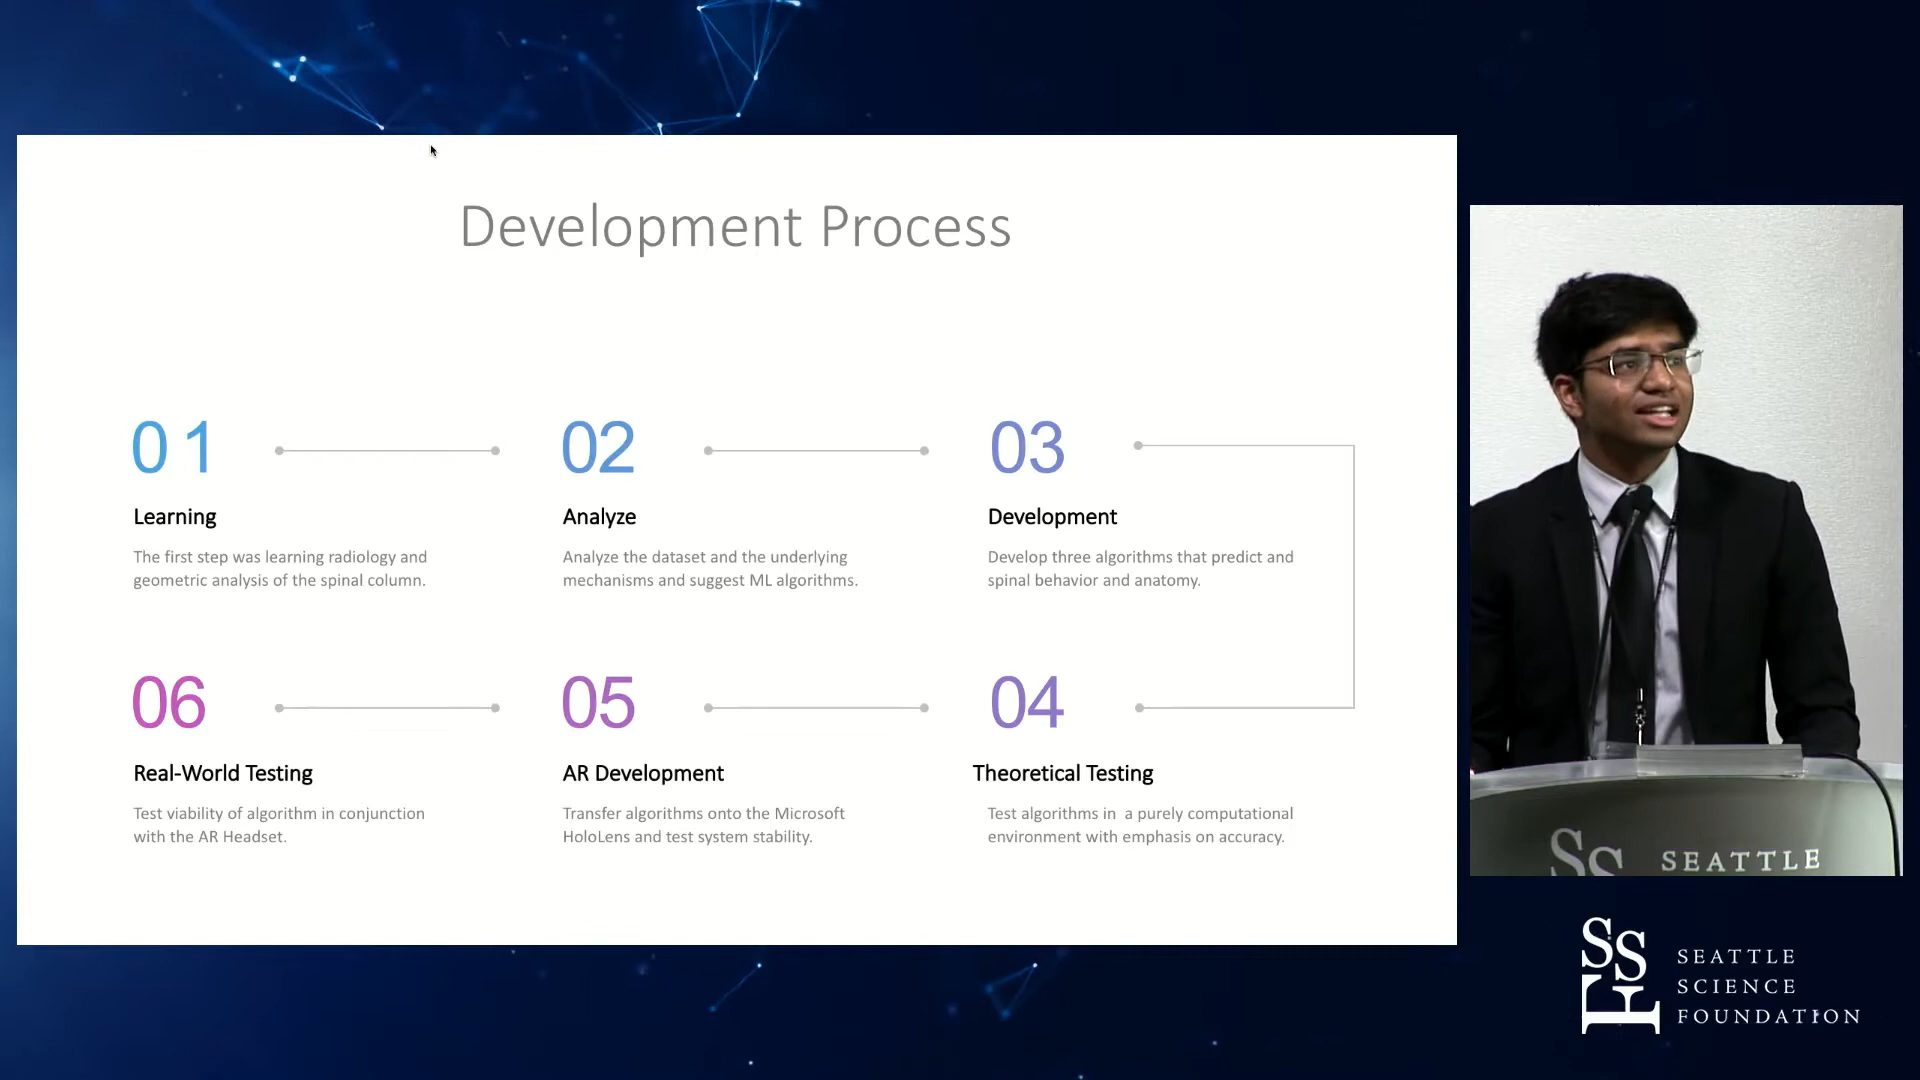 Development Process
01
02
03
Learning
Analyze
Development
The first step was learning radiology and
geometric analysis of the spinal column.
Analyze the dataset and the underlying
mechanisms and suggest ML algorithms.
Develop three algorithms that predict and
spinal behavior and anatomy.
06
05
04
Real-World Testing
AR Development
Theoretical Testing
Test viability of algorithm in conjunction
with the AR Headset.
Transfer algorithms onto the Microsoft
HoloLens and test system stability.
Test algorithms in a purely computational
environment with emphasis on accuracy.
SS SEATTLE
SSF
SEATTLE
SCIENCE
FOUNDATION